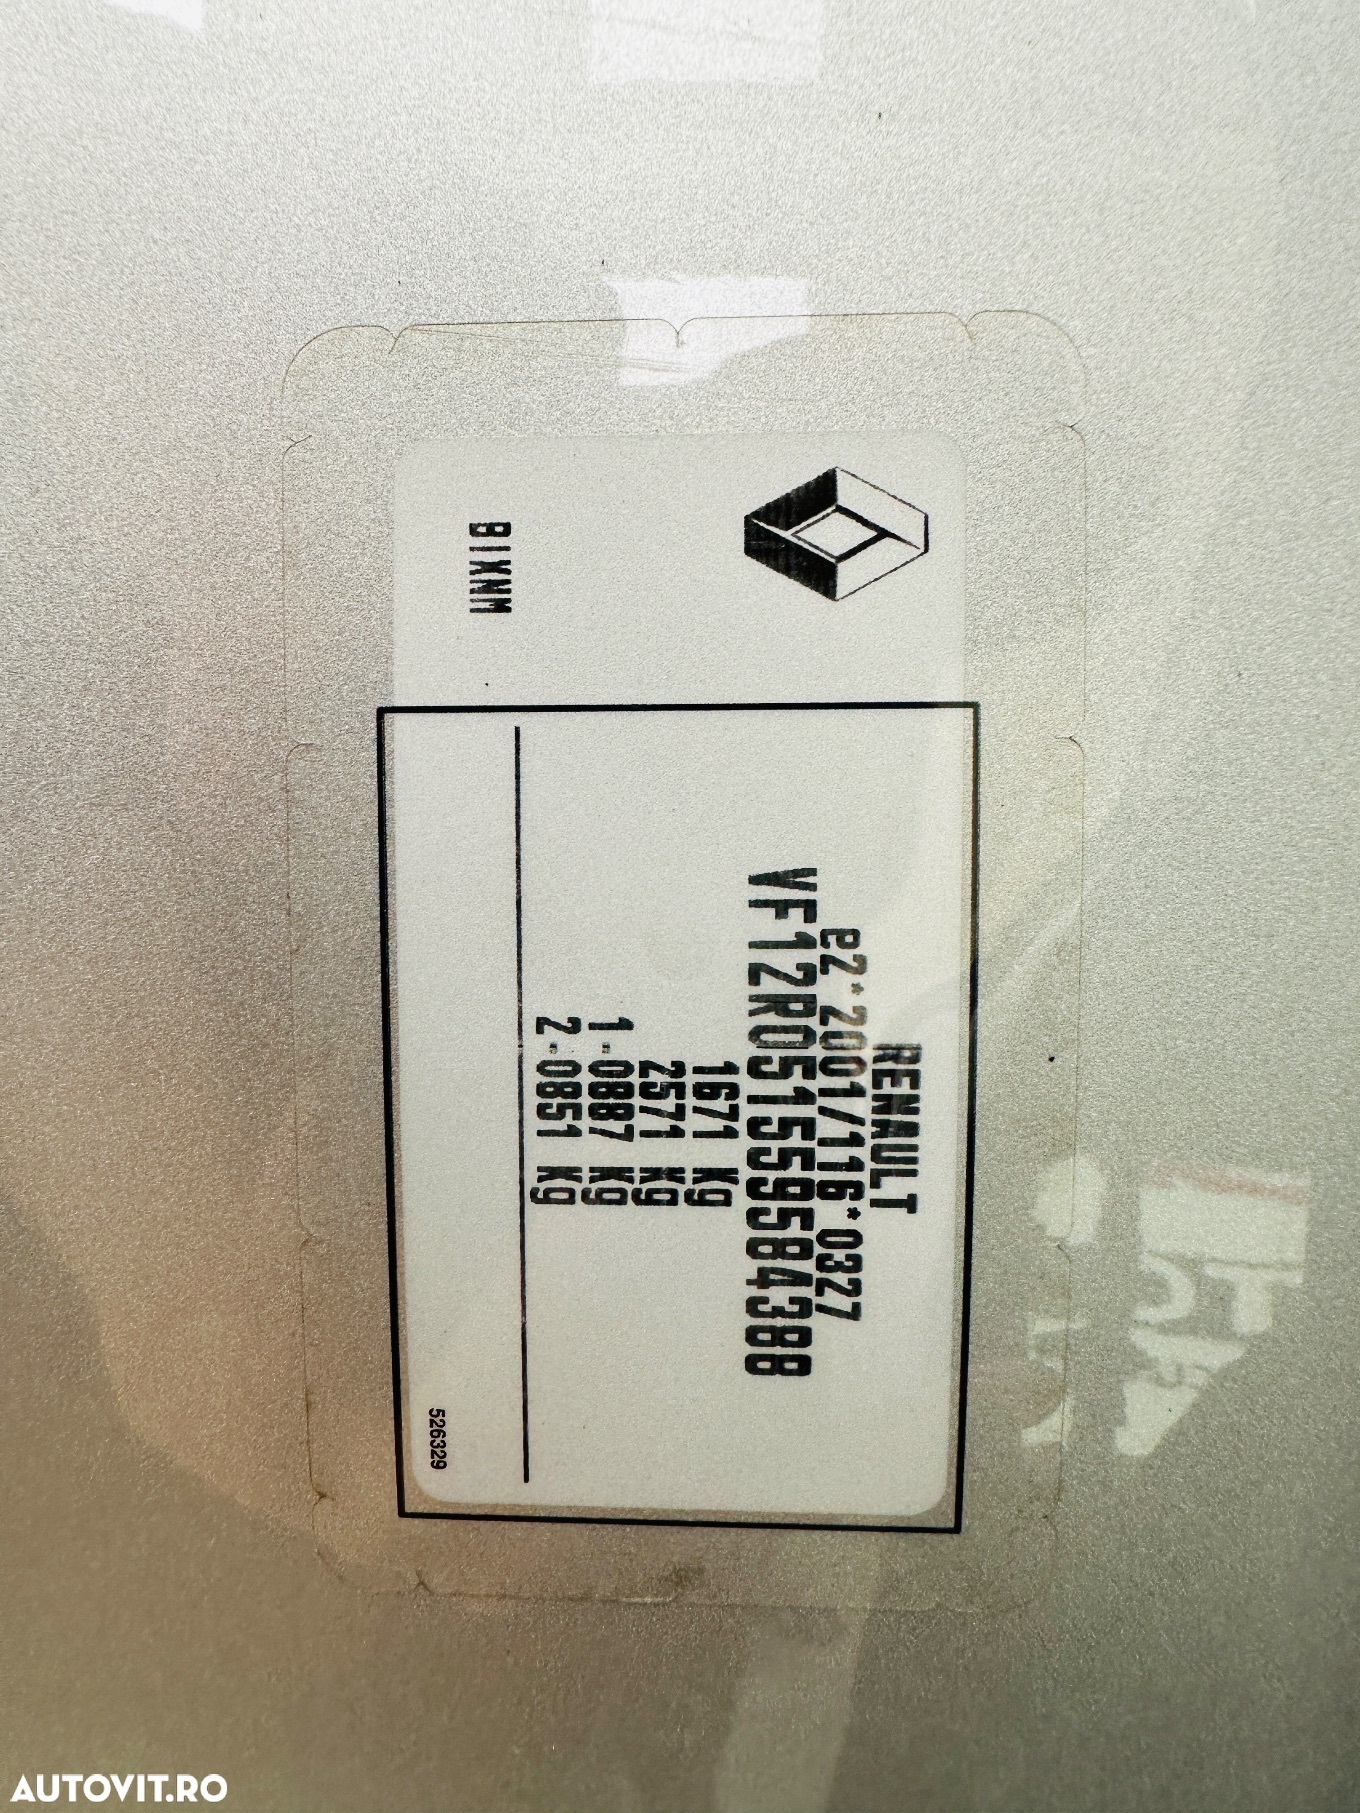 RENAULT
e2*2001/116*0327
VF12R051559584388
1671 Kg
2571 Kg
1-0887 Kg
2-0851 Kg
BIXNM
526329
AUTOVIT.RO